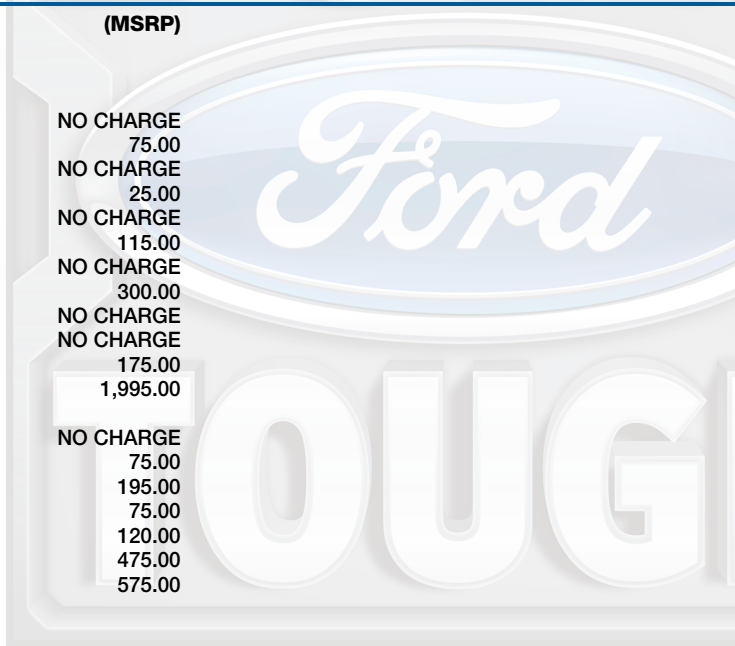 (MSRP)
NO CHARGE
75.00
NO CHARGE
25.00
NO CHARGE
115.00
NO CHARGE
300.00
NO CHARGE
NO CHARGE
175.00
1,995.00
NO CHARGE
75.00
195.00
75.00
120.00
475.00
575.00
Ford
TOUG